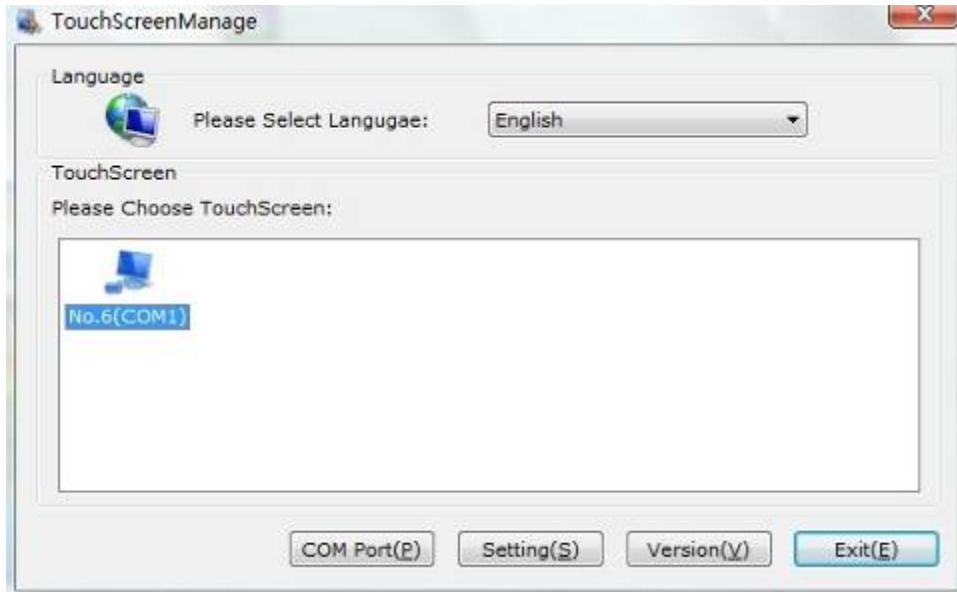 TouchScreenManage
Language
Please Select Langugae:
English
TouchScreen
Please Choose TouchScreen:
No.6(COM1)
COM Port(P)
Setting(S)
Version(V)
Exit(E)